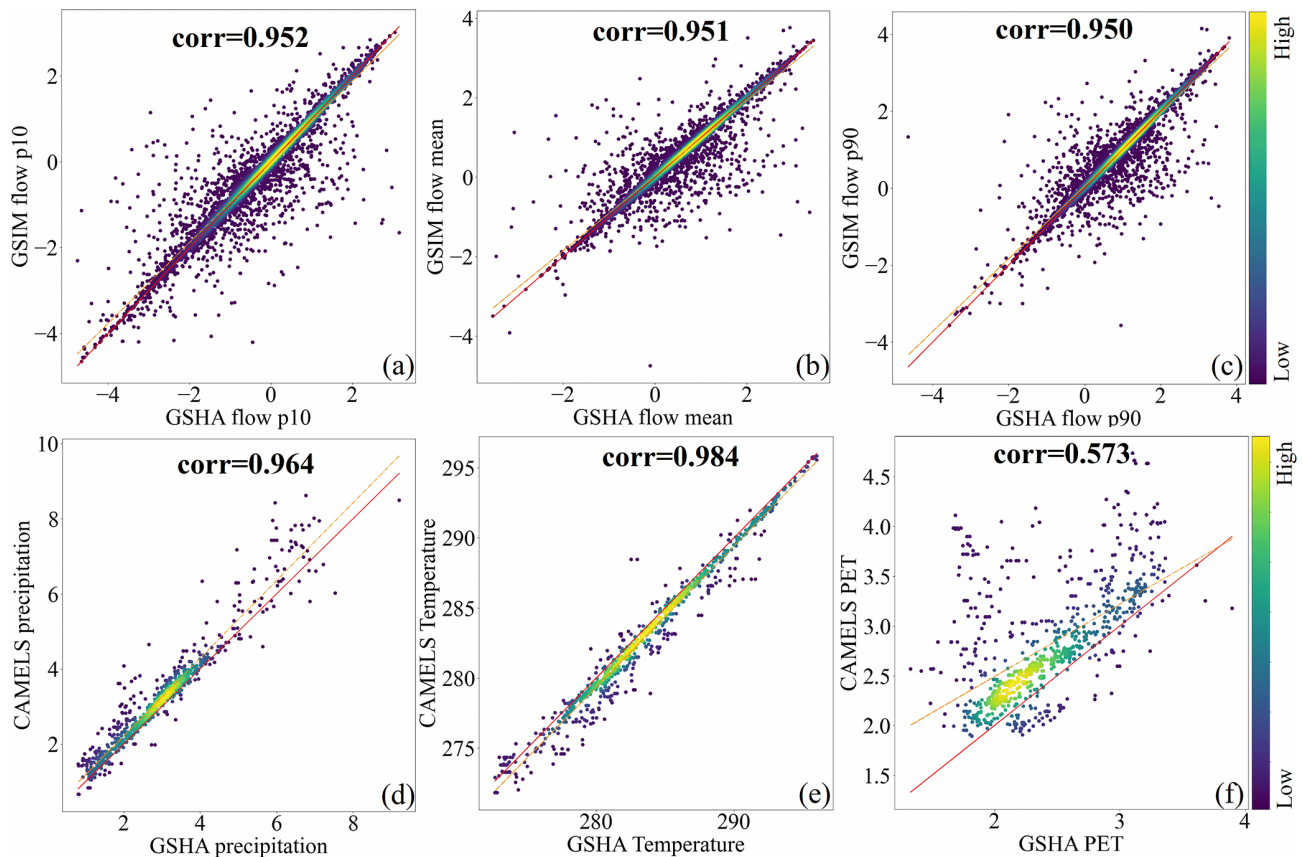 corr=0.952
GSIM flow p10
2
0
−2
−4
(a)
−4
−2
0
2
GSHA flow p10
corr=0.951
GSIM flow mean
4
2
0
−2
−4
(b)
−2
0
2
GSHA flow mean
corr=0.950
GSIM flow p90
4
2
0
−2
−4
(c)
−4
−2
0
2
4
GSHA flow p90
High
Low
corr=0.964
CAMELS precipitation
10
8
6
4
2
(d)
2
4
6
8
GSHA precipitation
corr=0.984
CAMELS Temperature
295
290
285
280
275
(e)
280
290
GSHA Temperature
corr=0.573
CAMELS PET
4.5
4.0
3.5
3.0
2.5
2.0
1.5
(f)
2
3
4
GSHA PET
High
Low